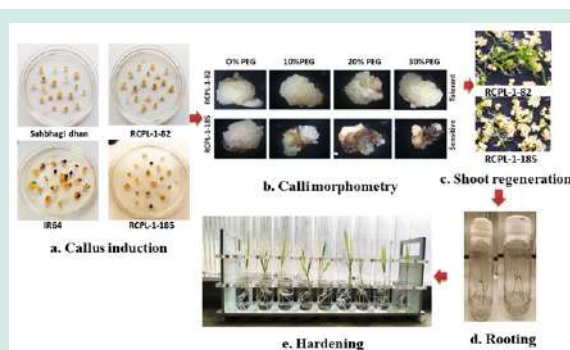 0% PEG 10%PEG 20% PEG 30%PEG
RCPL-1-82
Tolerant
RCPL-1-185
Sensitive
Sahbhagi dhan RCPL-1-82
IR64 RCPL-1-185
a. Callus induction
b. Calli morphometry
RCPL-1-82
RCPL-1-185
c. Shoot regeneration
d. Rooting
e. Hardening